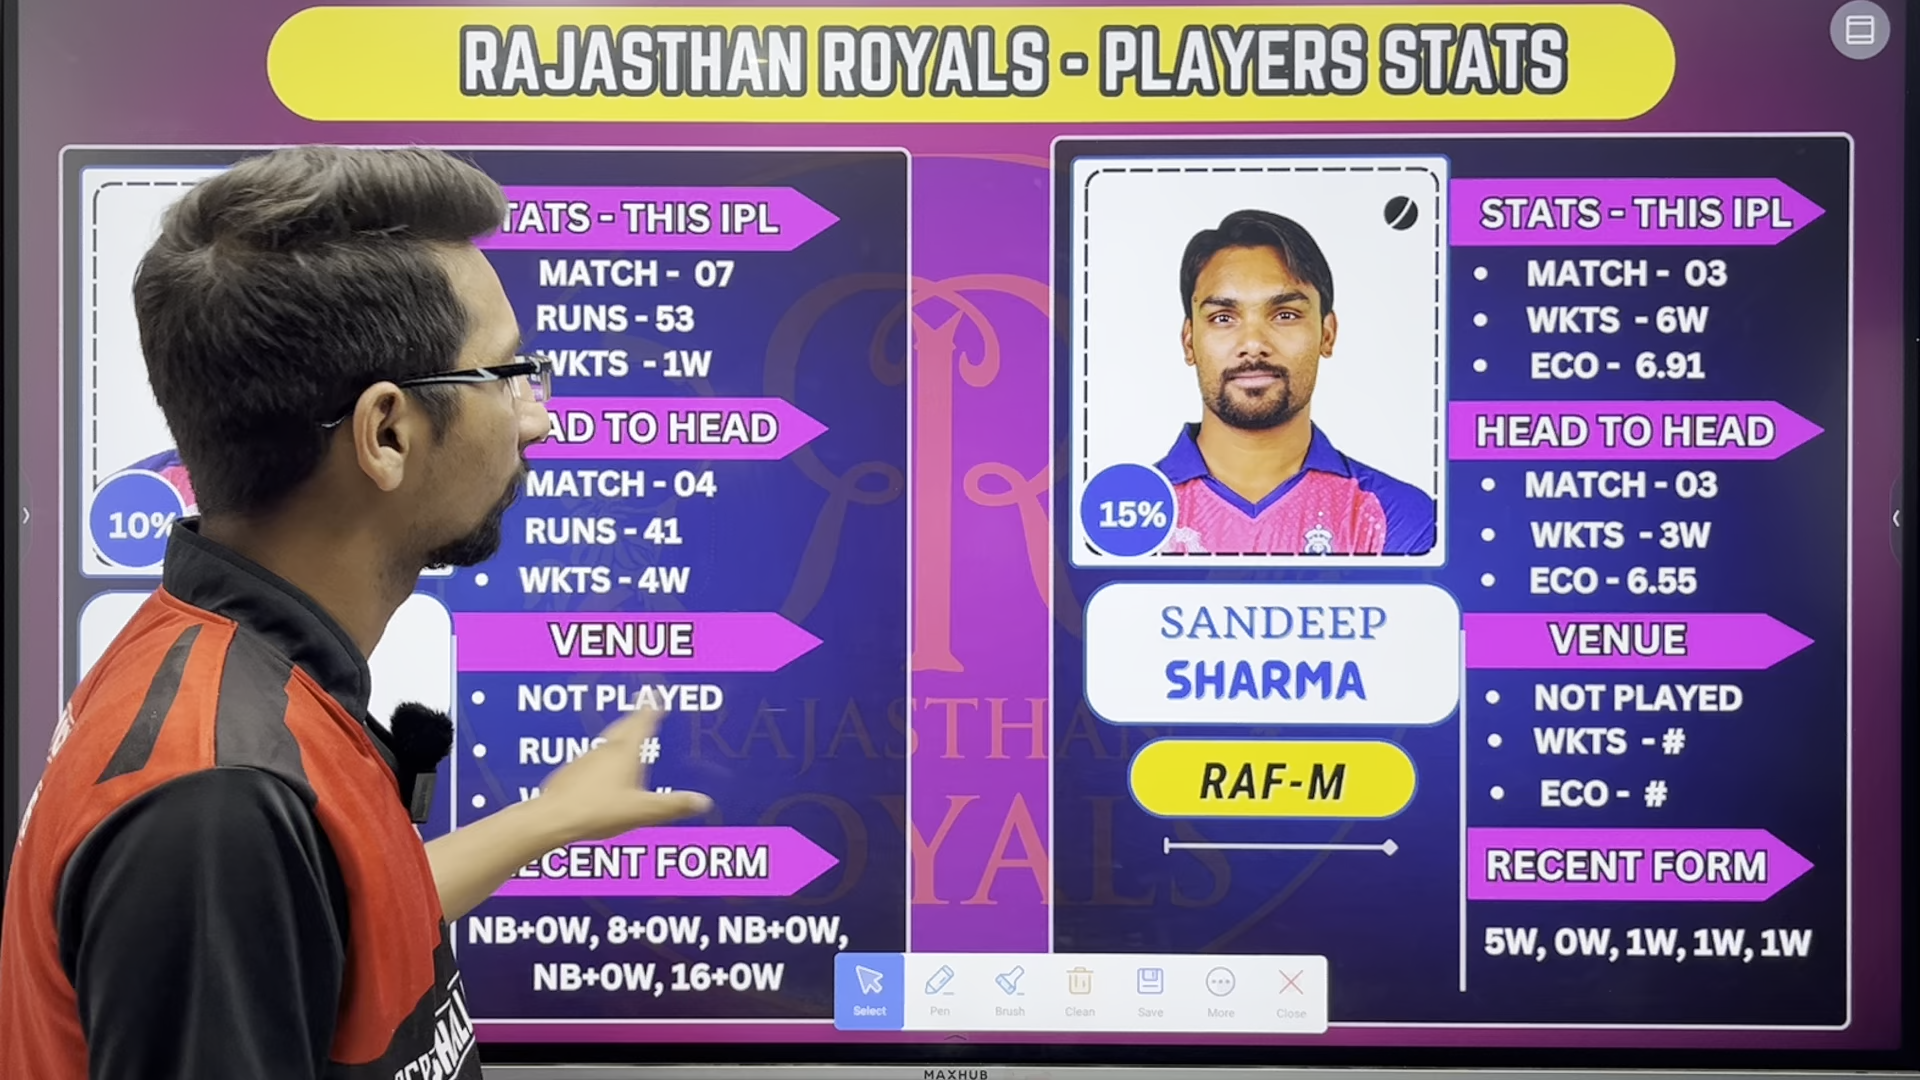 RAJASTHAN ROYALS - PLAYERS STATS
TATS - THIS IPL
MATCH - 07
RUNS - 53
WKTS - 1W
AD TO HEAD
MATCH - 04
RUNS - 41
• WKTS - 4W
VENUE
• NOT PLAYED
• RUNS #
RECENT FORM
NB+0W, 8+0W, NB+0W,
NB+0W, 16+0W
10%
RAJASTHAN
ROYALS
15%
SANDEEP
SHARMA
RAF-M
STATS - THIS IPL
• MATCH - 03
• WKTS - 6W
• ECO - 6.91
HEAD TO HEAD
• MATCH - 03
• WKTS - 3W
• ECO - 6.55
VENUE
• NOT PLAYED
• WKTS - #
• ECO - #
RECENT FORM
5W, 0W, 1W, 1W, 1W
Select Pen Brush Clean Save More Close
MAXHUB